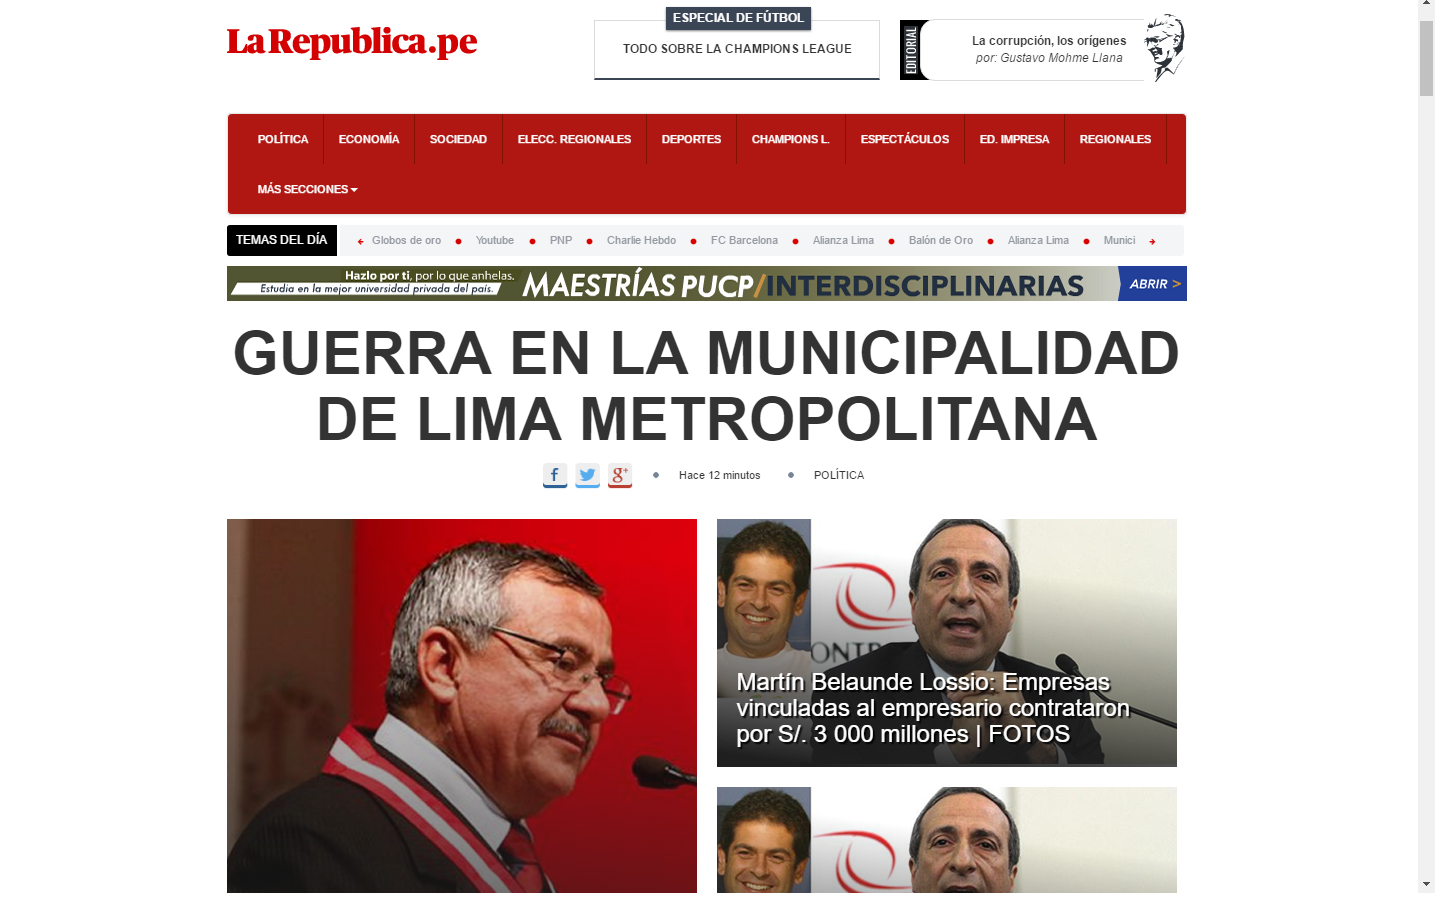 LaRepublica.pe
ESPECIAL DE FÚTBOL
TODO SOBRE LA CHAMPIONS LEAGUE
EDITORIAL
La corrupción, los orígenes
por: Gustavo Mohme Llana
POLÍTICA ECONOMÍA SOCIEDAD ELECC. REGIONALES DEPORTES CHAMPIONS L. ESPECTÁCULOS ED. IMPRESA REGIONALES
MÁS SECCIONES
TEMAS DEL DÍA Globos de oro Youtube PNP Charlie Hebdo FC Barcelona Alianza Lima Balón de Oro Alianza Lima Munici
Hazlo por ti, por lo que anhelas.
Estudia en la mejor universidad privada del país.
MAESTRÍAS PUCP/INTERDISCIPLINARIAS
ABRIR >
GUERRA EN LA MUNICIPALIDAD
DE LIMA METROPOLITANA
Hace 12 minutos POLÍTICA
Martín Belaunde Lossio: Empresas
vinculadas al empresario contrataron
por S/. 3 000 millones | FOTOS